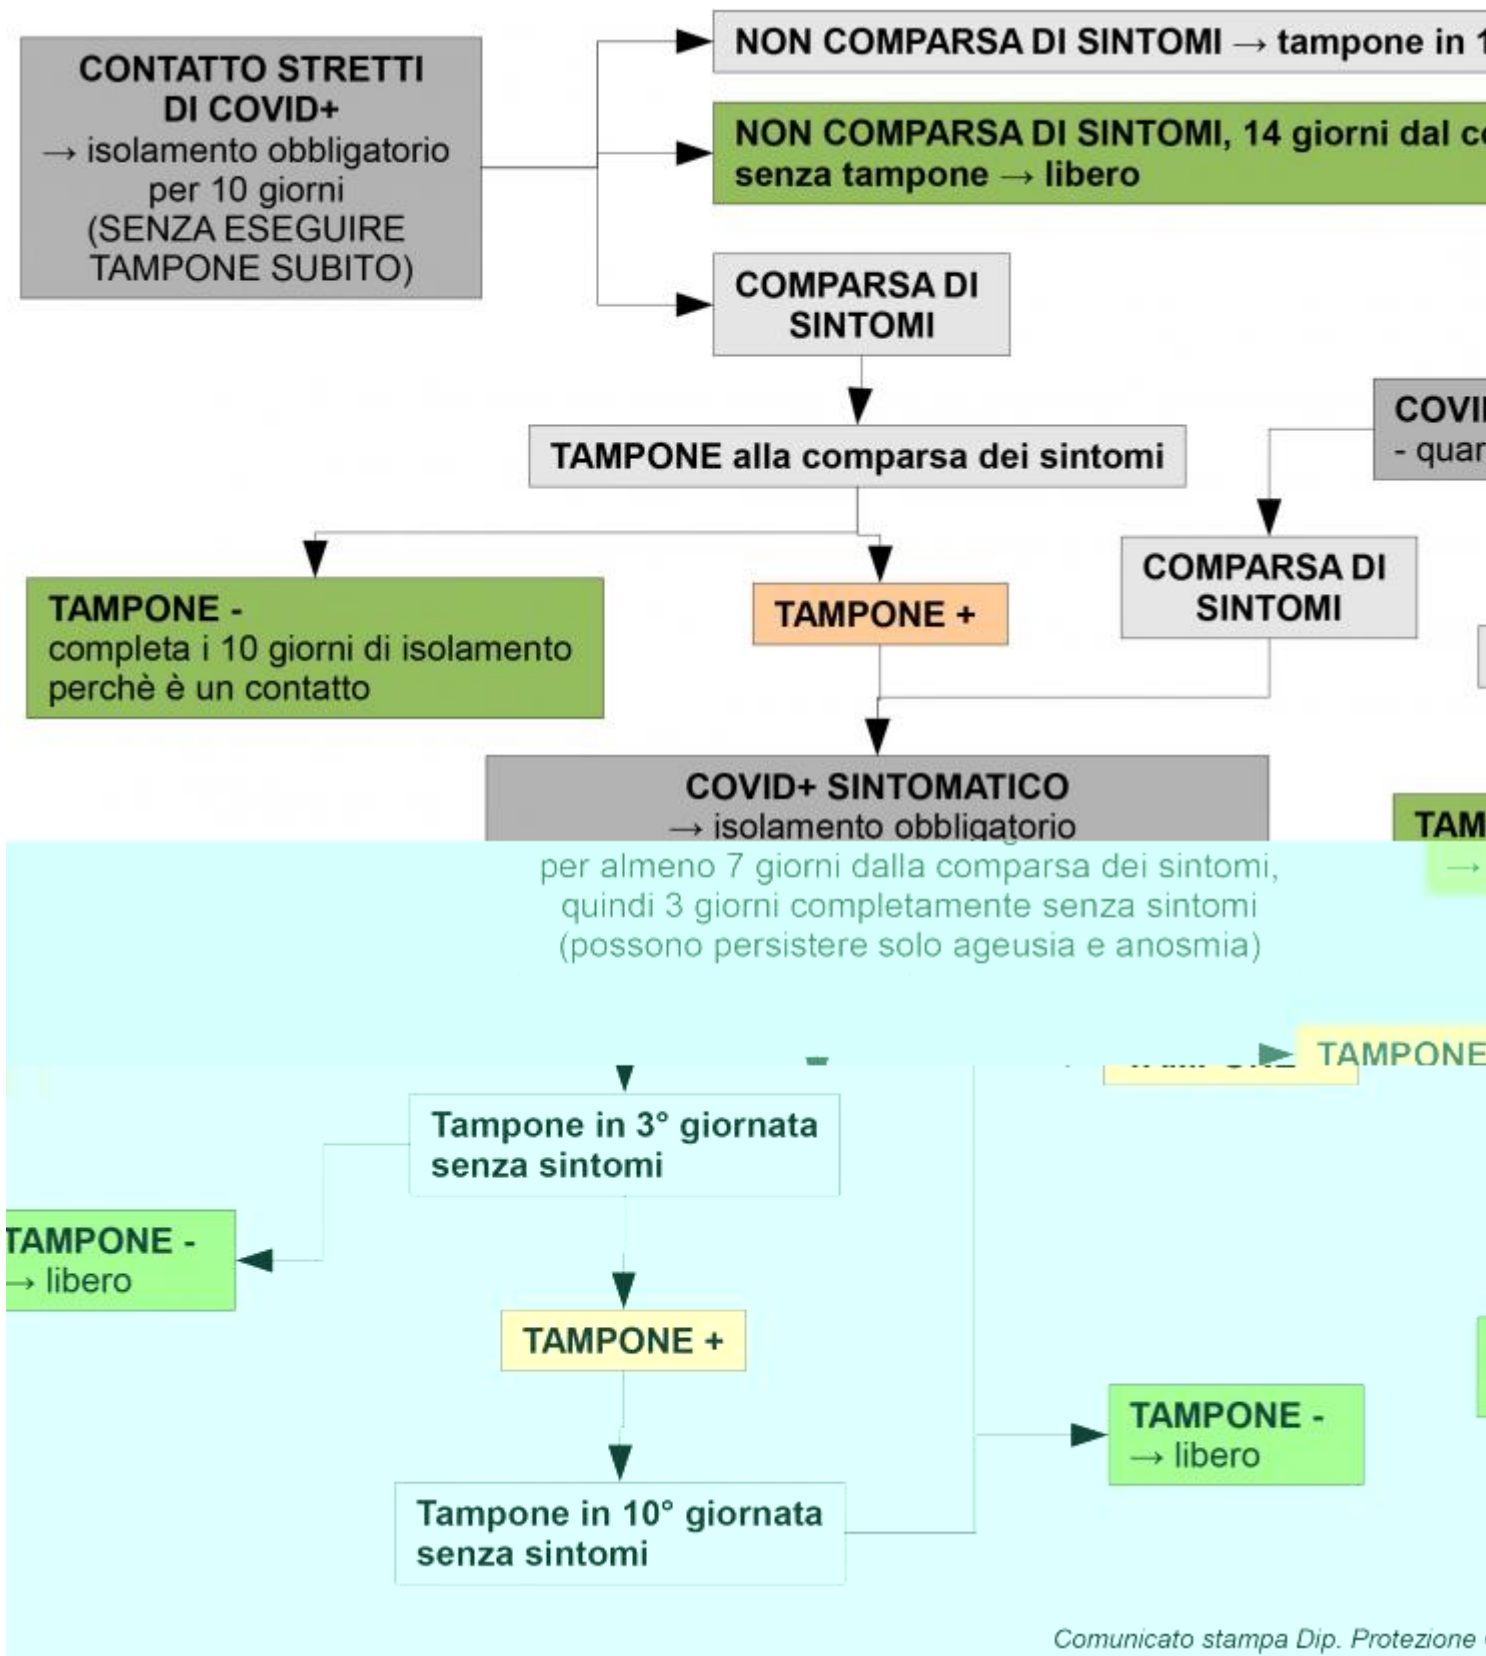 NON COMPARSA DI SINTOMI → tampone in
CONTATTO STRETTI
DI COVID+
→ isolamento obbligatorio
per 10 giorni
(SENZA ESEGUIRE
TAMPONE SUBITO)
NON COMPARSA DI SINTOMI, 14 giorni dal
senza tampone → libero
COMPARSA DI
SINTOMI
TAMPONE alla comparsa dei sintomi
- 
COMPARSA DI
SINTOMI
TAMPONE -
completa i 10 giorni di isolamento
perchè è un contatto
TAMPONE +
COVID+ SINTOMATICO
→ isolamento obbligatorio
per almeno 7 giorni dalla comparsa dei sintomi,
quindi 3 giorni completamente senza sintomi
(possono persistere solo ageusia e anosmia)
→
TAMPONE
Tampone in 3° giornata
senza sintomi
TAMPONE -
→ libero
TAMPONE +
TAMPONE -
→ libero
Tampone in 10° giornata
senza sintomi
Comunicato stampa Dip. Protezione